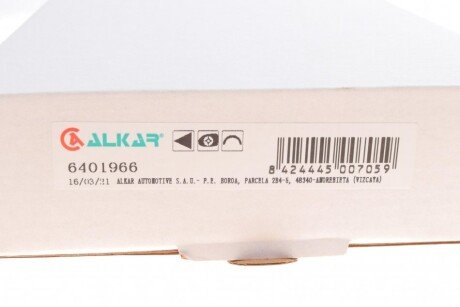 ALKAR®
6401966
8 424445 007059
16/03/21 ALKAR AUTOMOTIVE S.A.U.- P.E. BOROA, PARCELA 2B4-5, 48340-AMOREBIETA (VIZCAYA)